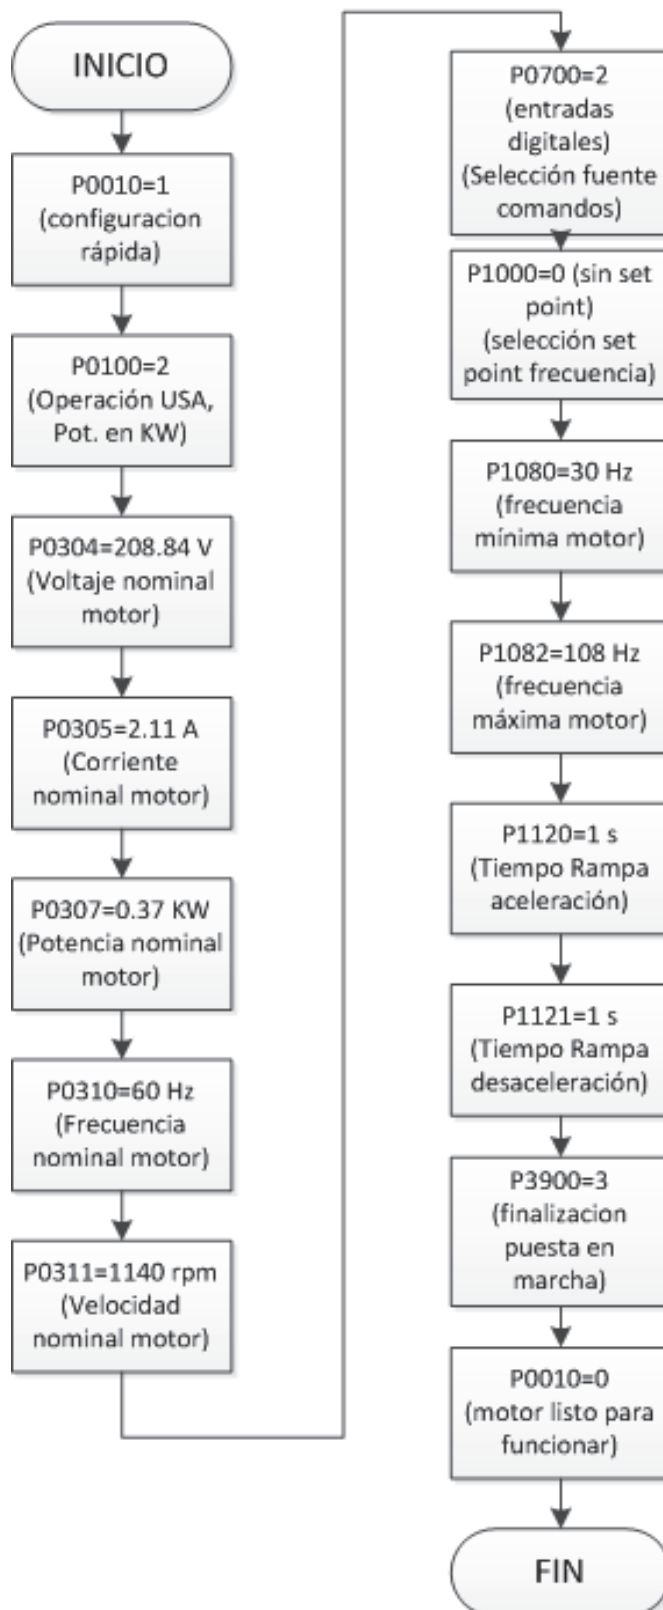 INICIO
P0010=1
(configuracion
rápida)
P0100=2
(Operación USA,
Pot. en KW)
P0304=208.84 V
(Voltaje nominal
motor)
P0305=2.11 A
(Corriente
nominal motor)
P0307=0.37 KW
(Potencia nominal
motor)
P0310=60 Hz
(Frecuencia
nominal motor)
P0311=1140 rpm
(Velocidad
nominal motor)
P0700=2
(entradas
digitales)
(Selección fuente
comandos)
P1000=0 (sin set
point)
(selección set
point frecuencia)
P1080=30 Hz
(frecuencia
mínima motor)
P1082=108 Hz
(frecuencia
máxima motor)
P1120=1 s
(Tiempo Rampa
aceleración)
P1121=1 s
(Tiempo Rampa
desaceleración)
P3900=3
(finalizacion
puesta en
marcha)
P0010=0
(motor listo para
funcionar)
FIN